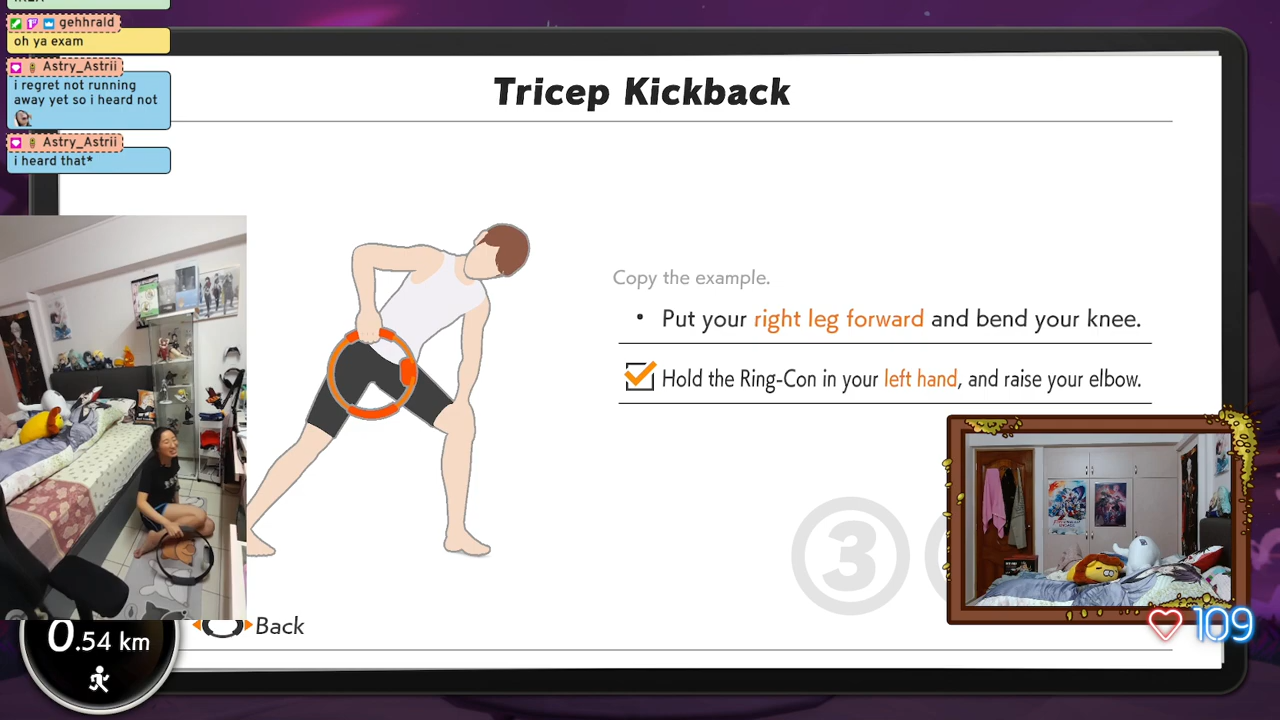 gehhrald
oh ya exam
Astry_Astrii
i regret not running
away yet so i heard not
Astry_Astrii
i heard that*
Tricep Kickback
Copy the example.
• Put your right leg forward and bend your knee.
Hold the Ring-Con in your left hand, and raise your elbow.
3
Back
0.54 km
109